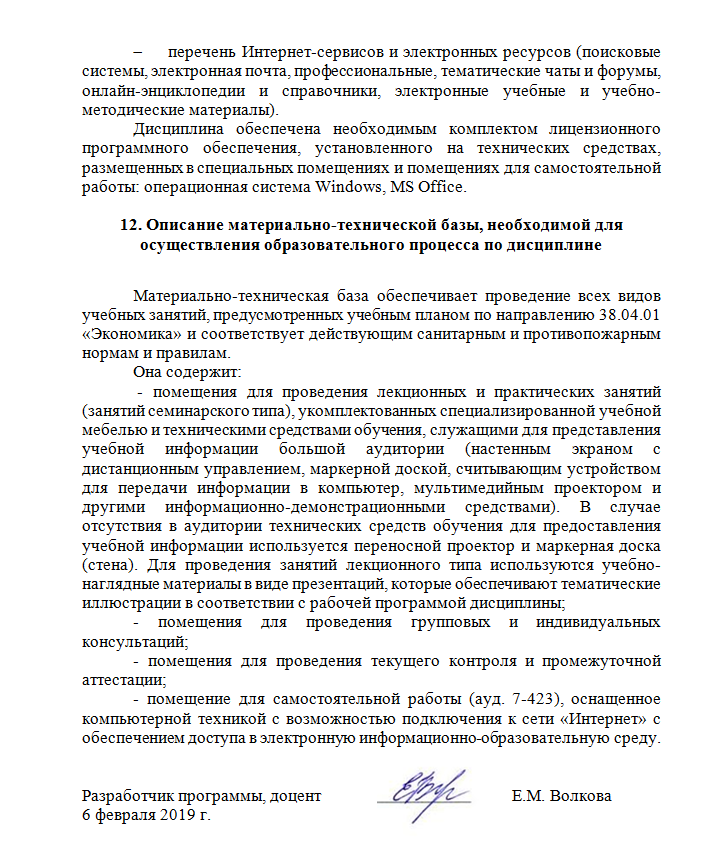 – перечень Интернет-сервисов и электронных ресурсов (поисковые
системы, электронная почта, профессиональные, тематические чаты и форумы,
онлайн-энциклопедии и справочники, электронные учебные и учебно-
методические материалы).
Дисциплина обеспечена необходимым комплектом лицензионного
программного обеспечения, установленного на технических средствах,
размещенных в специальных помещениях и помещениях для самостоятельной
работы: операционная система Windows, MS Office.
12. Описание материально-технической базы, необходимой для
осуществления образовательного процесса по дисциплине
Материально-техническая база обеспечивает проведение всех видов
учебных занятий, предусмотренных учебным планом по направлению 38.04.01
«Экономика» и соответствует действующим санитарным и противопожарным
нормам и правилам.
Она содержит:
- помещения для проведения лекционных и практических занятий
(занятий семинарского типа), укомплектованных специализированной учебной
мебелью и техническими средствами обучения, служащими для представления
учебной информации большой аудитории (настенным экраном с
дистанционным управлением, маркерной доской, считывающим устройством
для передачи информации в компьютер, мультимедийным проектором и
другими информационно-демонстрационными средствами). В случае
отсутствия в аудитории технических средств обучения для предоставления
учебной информации используется переносной проектор и маркерная доска
(стена). Для проведения занятий лекционного типа используются учебно-
наглядные материалы в виде презентаций, которые обеспечивают тематические
иллюстрации в соответствии с рабочей программой дисциплины;
- помещения для проведения групповых и индивидуальных
консультаций;
- помещения для проведения текущего контроля и промежуточной
аттестации;
- помещение для самостоятельной работы (ауд. 7-423), оснащенное
компьютерной техникой с возможностью подключения к сети «Интернет» с
обеспечением доступа в электронную информационно-образовательную среду.
Разработчик программы, доцент Е.М. Волкова
6 февраля 2019 г.